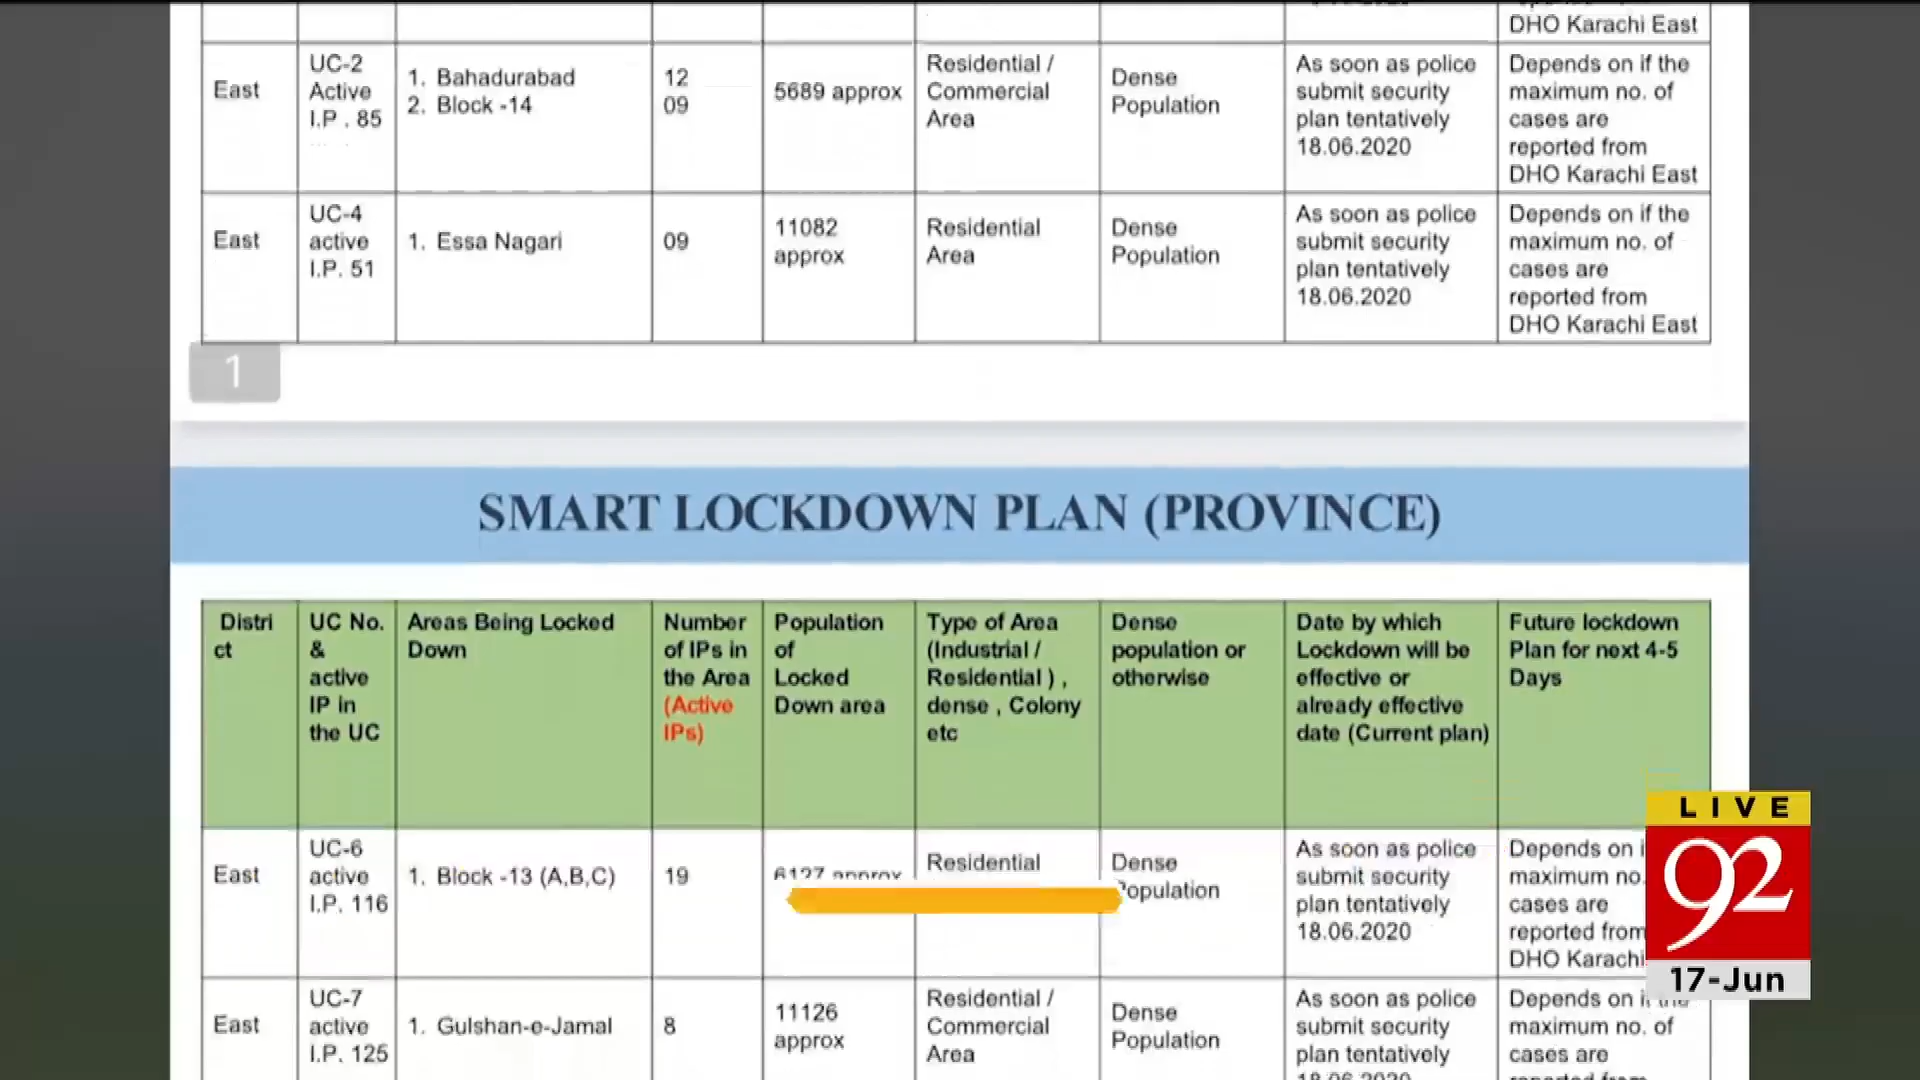 DHO Karachi East
East
UC-2
Active
I.P . 85
1. Bahadurabad
2. Block -14
12
09
5689 approx
Residential /
Commercial
Area
Dense
Population
As soon as police
submit security
plan tentatively
18.06.2020
Depends on if the
maximum no. of
cases are
reported from
DHO Karachi East
East
UC-4
active
I.P. 51
1. Essa Nagari
09
11082
approx
Residential
Area
Dense
Population
As soon as police
submit security
plan tentatively
18.06.2020
Depends on if the
maximum no. of
cases are
reported from
DHO Karachi East
1
SMART LOCKDOWN PLAN (PROVINCE)
Distri
ct
UC No.
&
active
IP in
the UC
Areas Being Locked
Down
Number
of IPs in
the Area
(Active
IPs)
Population
of
Locked
Down area
Type of Area
(Industrial /
Residential ) ,
dense , Colony
etc
Dense
population or
otherwise
Date by which
Lockdown will be
effective or
already effective
date (Current plan)
Future lockdown
Plan for next 4-5
Days
East
UC-6
active
I.P. 116
1. Block -13 (A,B,C)
19
6127 approx
Residential
Dense
Population
As soon as police
submit security
plan tentatively
18.06.2020
Depends on
maximum no.
cases are
reported from
DHO Karachi
East
UC-7
active
I.P. 125
1. Gulshan-e-Jamal
8
11126
approx
Residential /
Commercial
Area
Dense
Population
As soon as police
submit security
plan tentatively
18.06.2020
Depends on if the
maximum no. of
cases are
LIVE
92
17-Jun